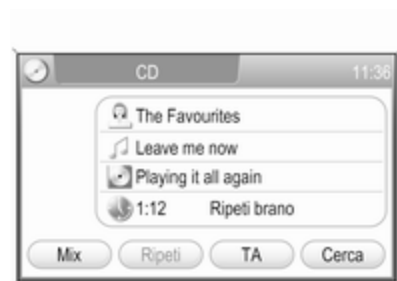 CD 11:36
The Favourites
Leave me now
Playing it all again
1:12 Ripeti brano
Mix Ripeti TA Cerca